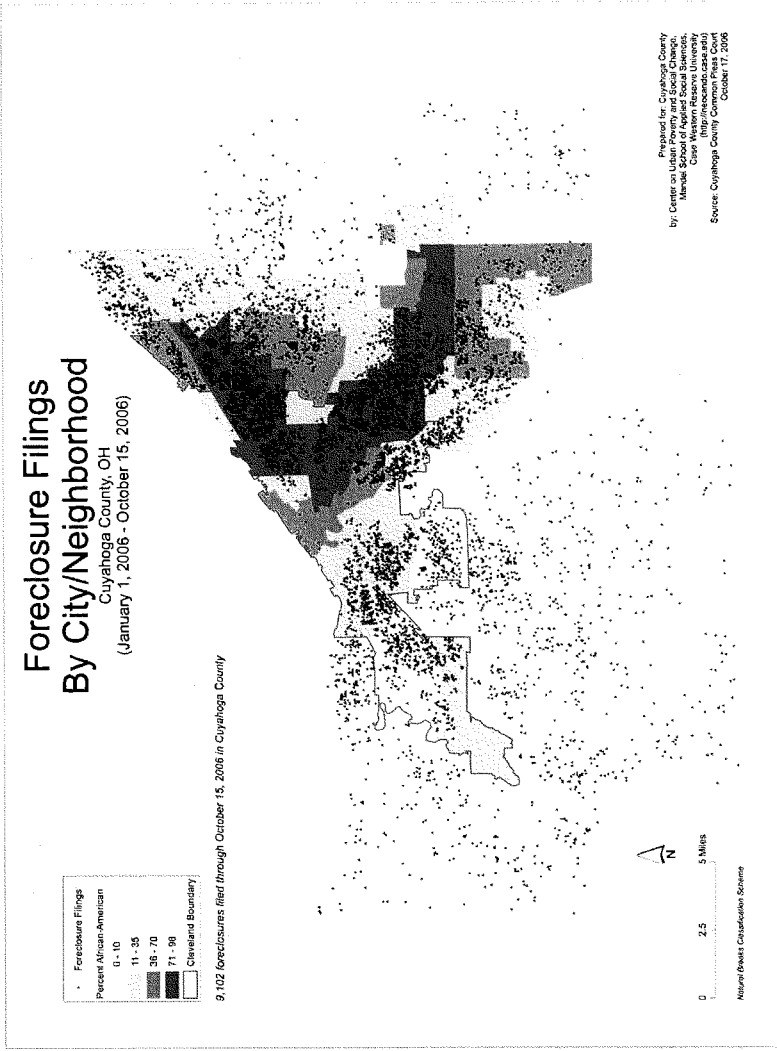 Foreclosure Filings
By City/Neighborhood
Cuyahoga County, OH
(January 1, 2006 - October 15, 2006)
Foreclosure Filings
Percent African-American
0 - 10
11 - 35
36 - 70
71 - 98
Cleveland Boundary
9,102 foreclosures filed through October 15, 2006 in Cuyahoga County
N
0 2.5 5 Miles
Natural Breaks Classification Scheme
Prepared for: Cuyahoga County
by: Center on Urban Poverty and Social Change,
Mandel School of Applied Social Sciences,
Case Western Reserve University
(http://neocando.case.edu)
Source: Cuyahoga County Common Pleas Court
October 17, 2006